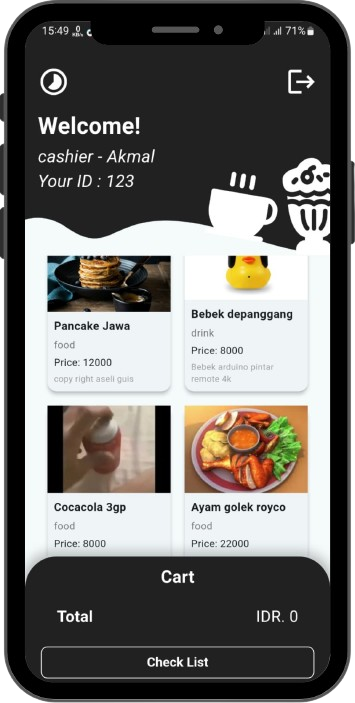 15:49 0 KB/s 71%
Welcome!
cashier - Akmal
Your ID : 123
Pancake Jawa
food
Price: 12000
copy right aseli guis
Bebek depanggang
drink
Price: 8000
Bebek arduino pintar
remote 4k
Cocacola 3gp
food
Price: 8000
Ayam golek royco
food
Price: 22000
Cart
Total IDR. 0
Check List